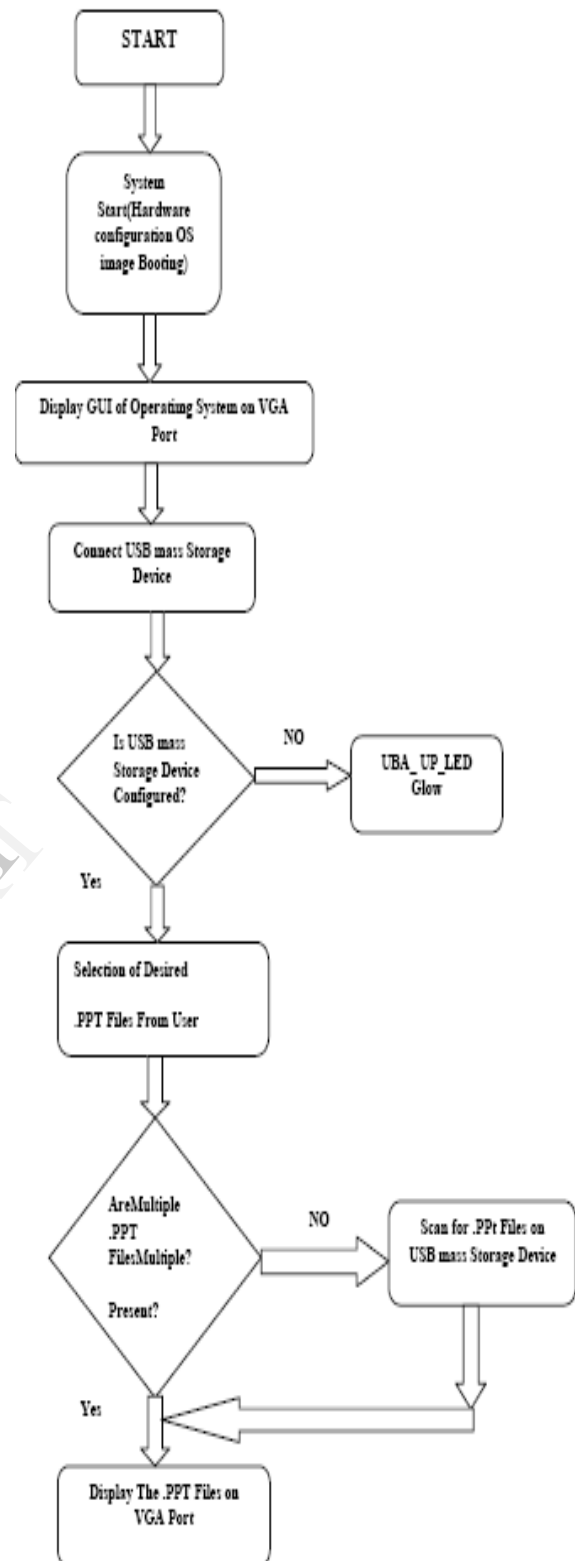 START
System
Start(Hardware
configuration OS
image Booting)
Display GUI of Operating System on VGA
Port
Connect USB mass Storage
Device
Is USB mass
Storage Device
Configured?
NO
UBA_UP_LED
Glow
Yes
Selection of Desired
.PPT Files From User
AreMultiple
.PPT
FilesMultiple?
Present?
NO
Scan for .PPt Files on
USB mass Storage Device
Yes
Display The .PPT Files on
VGA Port